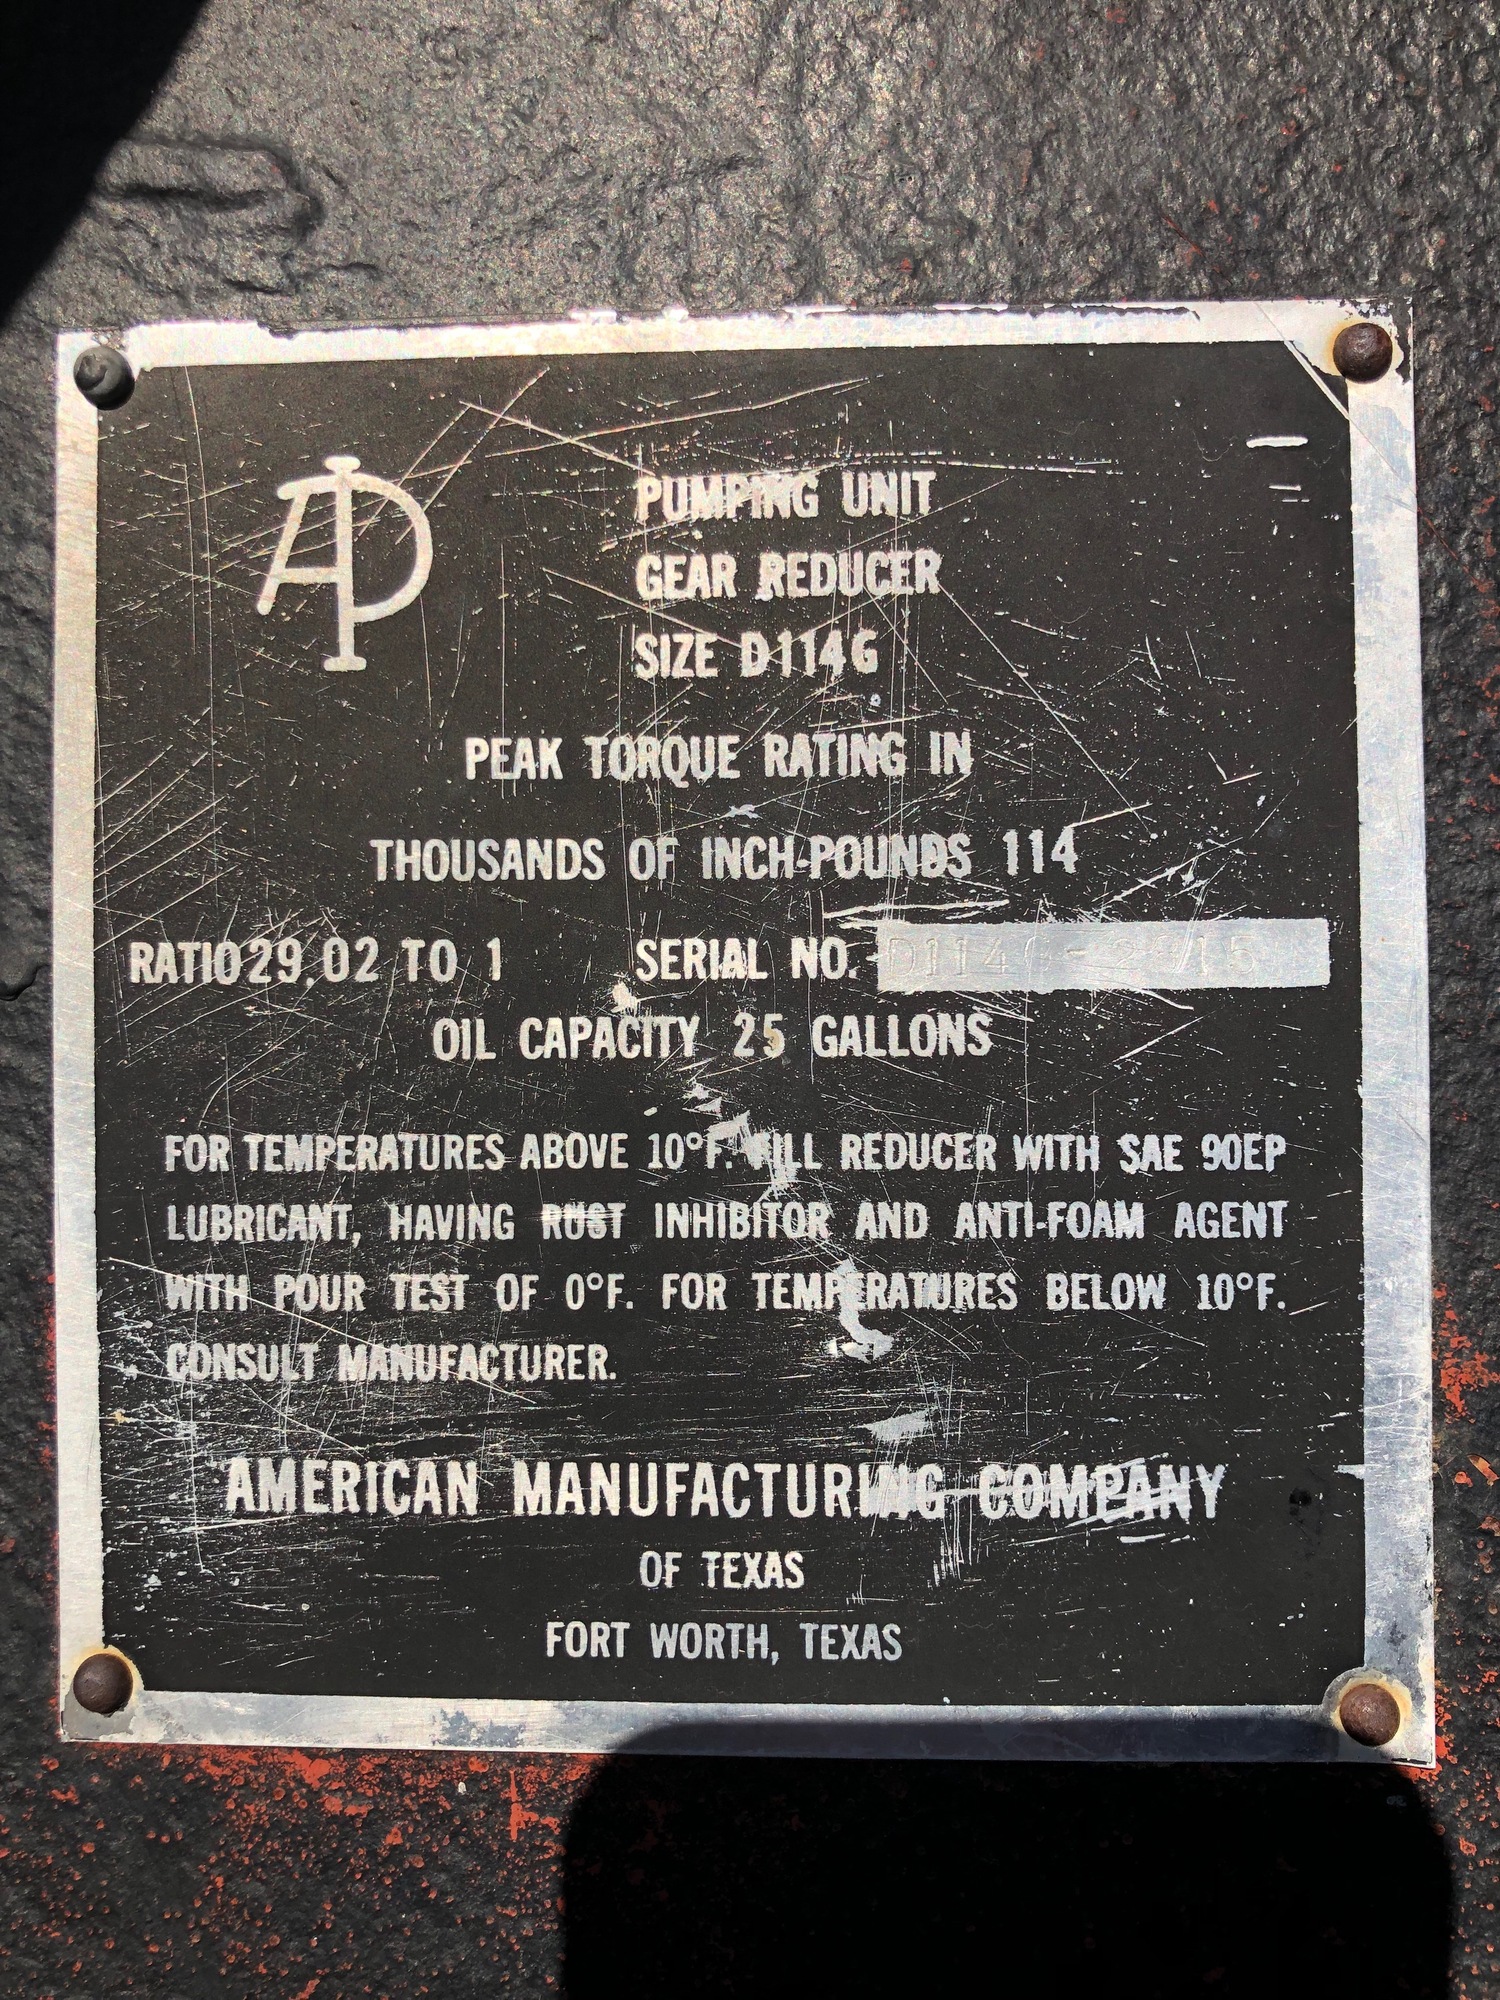 API
PUMPING UNIT
GEAR REDUCER
SIZE D114G
PEAK TORQUE RATING IN
THOUSANDS OF INCH-POUNDS 114
RATIO 29.02 TO 1 SERIAL NO.
OIL CAPACITY 25 GALLONS
FOR TEMPERATURES ABOVE 10°F. FILL REDUCER WITH SAE 90EP
LUBRICANT, HAVING RUST INHIBITOR AND ANTI-FOAM AGENT
WITH POUR TEST OF 0°F. FOR TEMPERATURES BELOW 10°F.
CONSULT MANUFACTURER.
AMERICAN MANUFACTURING COMPANY
OF TEXAS
FORT WORTH, TEXAS